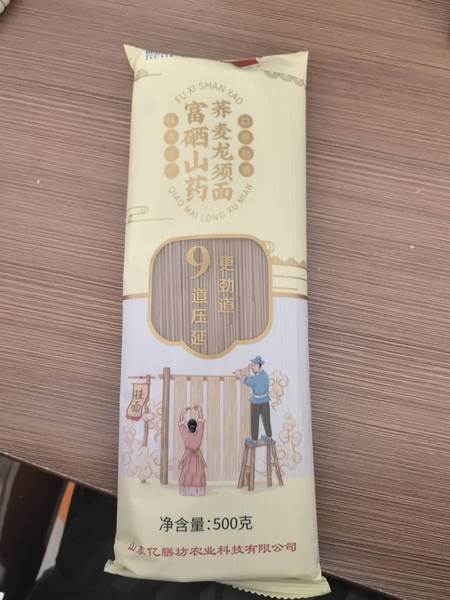 FU XI SHAN YAO
富硒山药
荞麦龙须面
QIAO MAI LONG XU MIAN
9道压延
更劲道
挂面
净含量:500克
亿膳坊农业科技有限公司